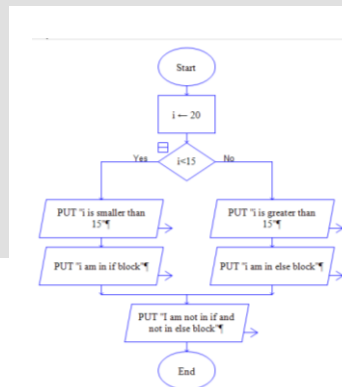 Start
i ← 20
Yes
i<15
No
PUT "i is smaller than
15"¶
PUT "i is greater than
15"¶
PUT "i am in if block"¶
PUT "i am in else block"¶
PUT "I am not in if and
not in else block"¶
End